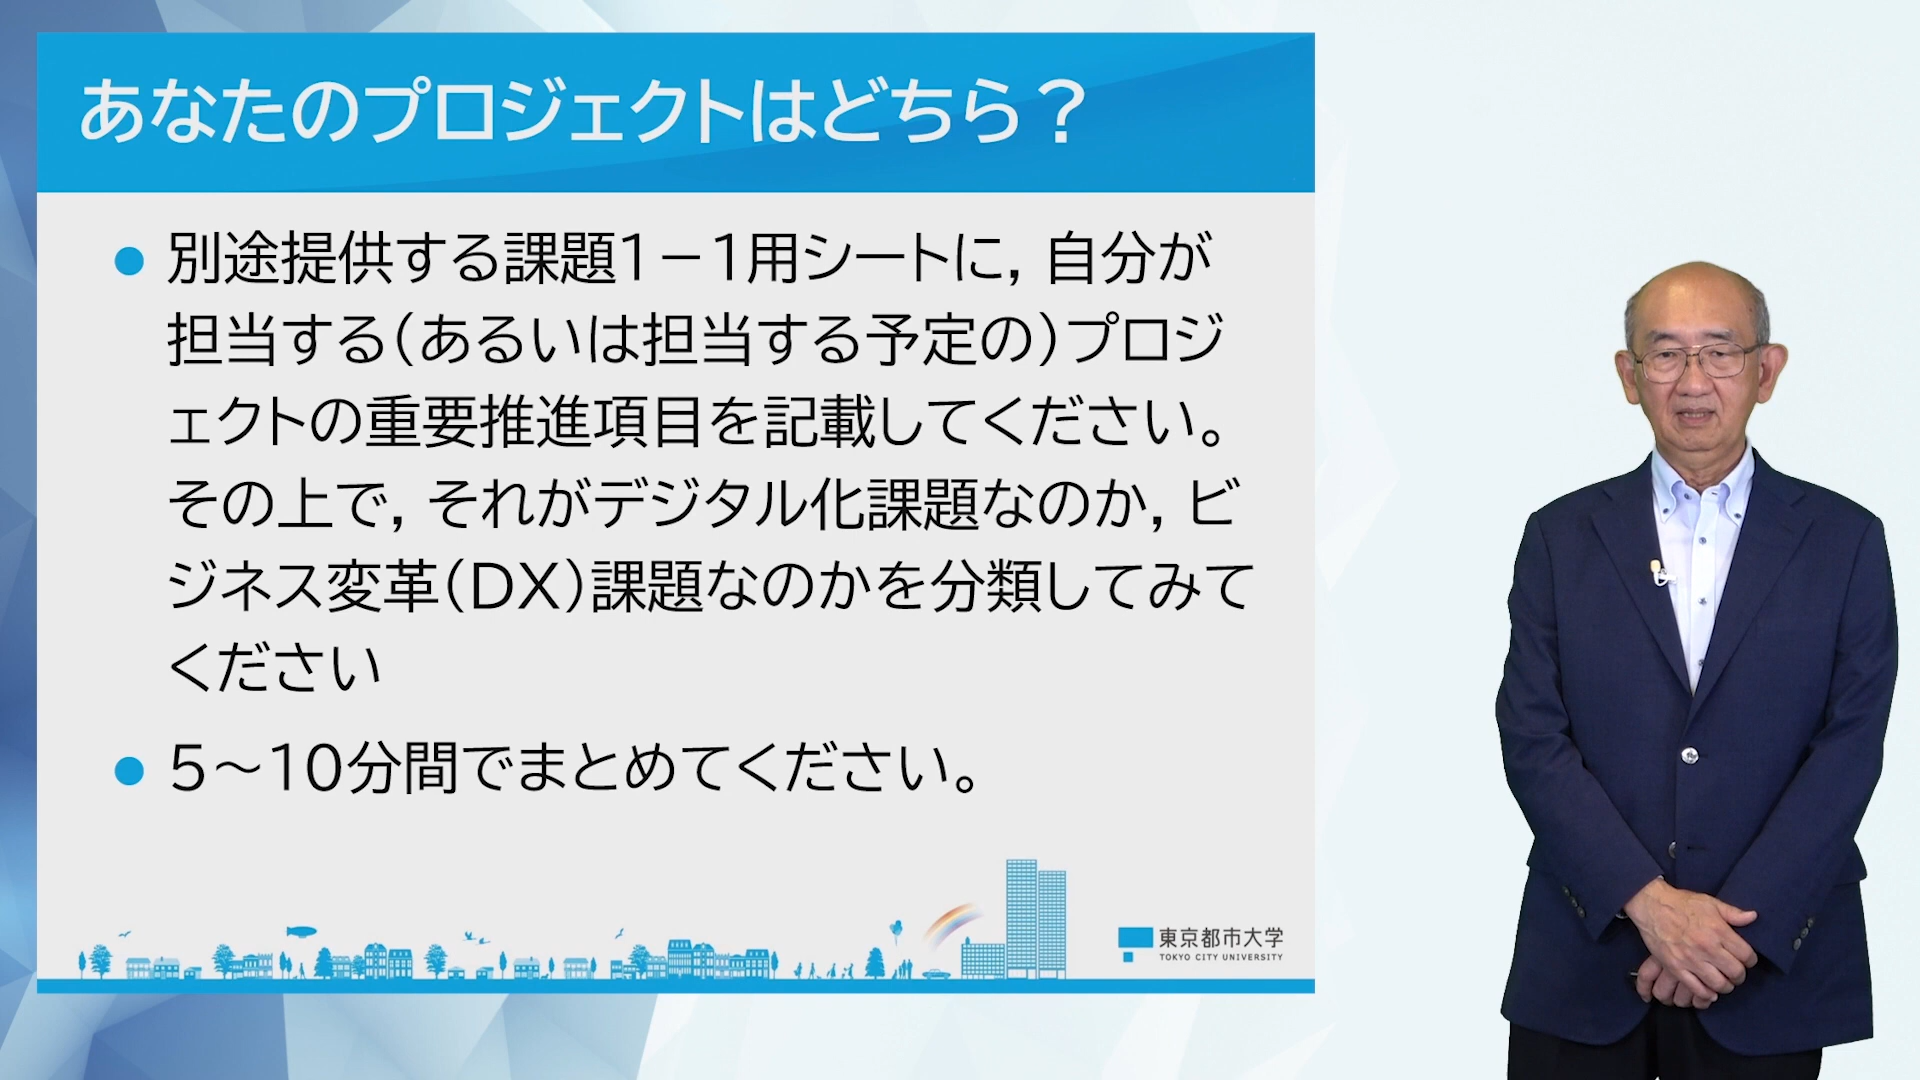 あなたのプロジェクトはどちら？
別途提供する課題1－1用シートに，自分が
担当する（あるいは担当する予定の）プロジ
ェクトの重要推進項目を記載してください。
その上で，それがデジタル化課題なのか，ビ
ジネス変革（DX）課題なのかを分類してみて
ください
5～10分間でまとめてください。
東京都市大学
TOKYO CITY UNIVERSITY